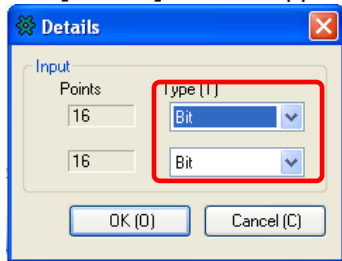 Details
Input
Points Type (T)
16 Bit
16 Bit
OK (O) Cancel (C)